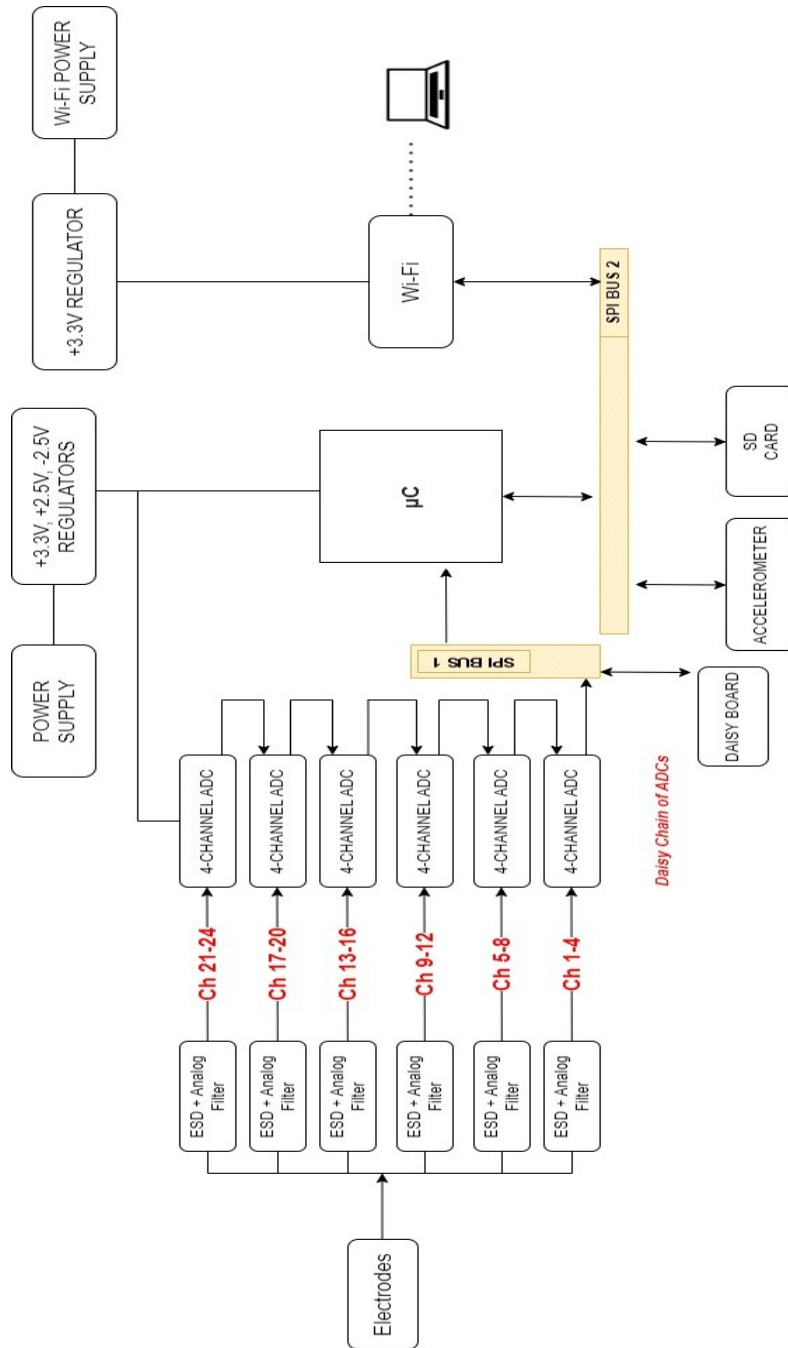 POWER
SUPPLY
+3.3V, +2.5V, -2.5V
REGULATORS
+3.3V REGULATOR
Wi-Fi POWER
SUPPLY
Electrodes
ESD + Analog
Filter
Ch 21-24
4-CHANNEL ADC
ESD + Analog
Filter
Ch 17-20
4-CHANNEL ADC
ESD + Analog
Filter
Ch 13-16
4-CHANNEL ADC
ESD + Analog
Filter
Ch 9-12
4-CHANNEL ADC
ESD + Analog
Filter
Ch 5-8
4-CHANNEL ADC
ESD + Analog
Filter
Ch 1-4
4-CHANNEL ADC
Daisy Chain of ADCs
SPI BUS 1
µC
Wi-Fi
SPI BUS 2
DAISY BOARD
ACCELEROMETER
SD
CARD